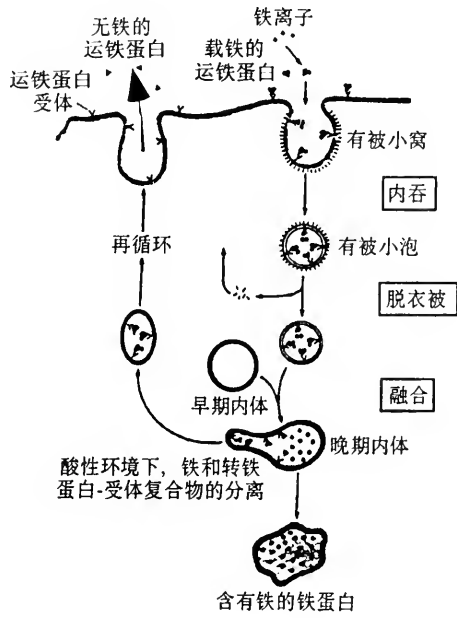 无铁的
运铁蛋白
铁离子
载铁的
运铁蛋白
运铁蛋白
受体
有被小窝
内吞
再循环
有被小泡
脱衣被
早期内体
融合
晚期内体
酸性环境下，铁和转铁
蛋白-受体复合物的分离
含有铁的铁蛋白